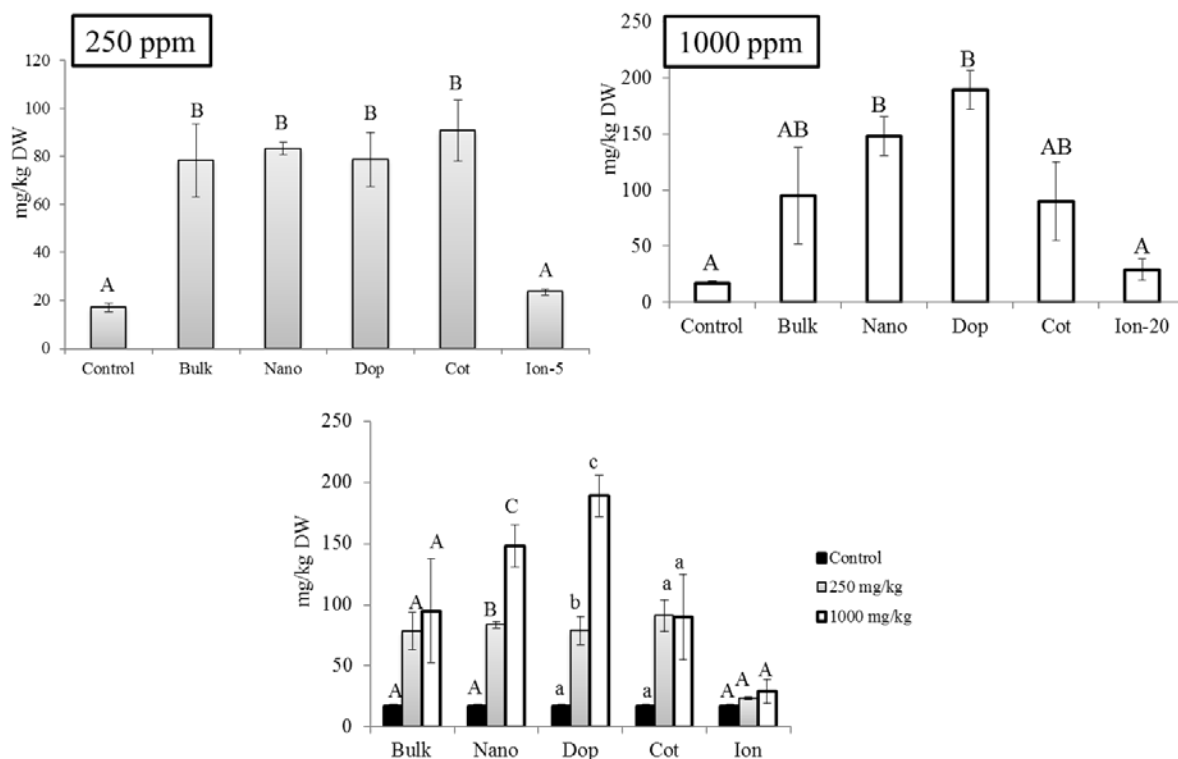 250 ppm
120
100
80
60
40
20
0
mg/kg DW
A
B
B
B
B
A
Control Bulk Nano Dop Cot Ion-5
1000 ppm
250
200
150
100
50
0
mg/kg DW
A
AB
B
B
AB
A
Control Bulk Nano Dop Cot Ion-20
250
200
150
100
50
0
mg/kg DW
A A A
A B C
a b c
a a a
A A A
Bulk Nano Dop Cot Ion
Control
250 mg/kg
1000 mg/kg